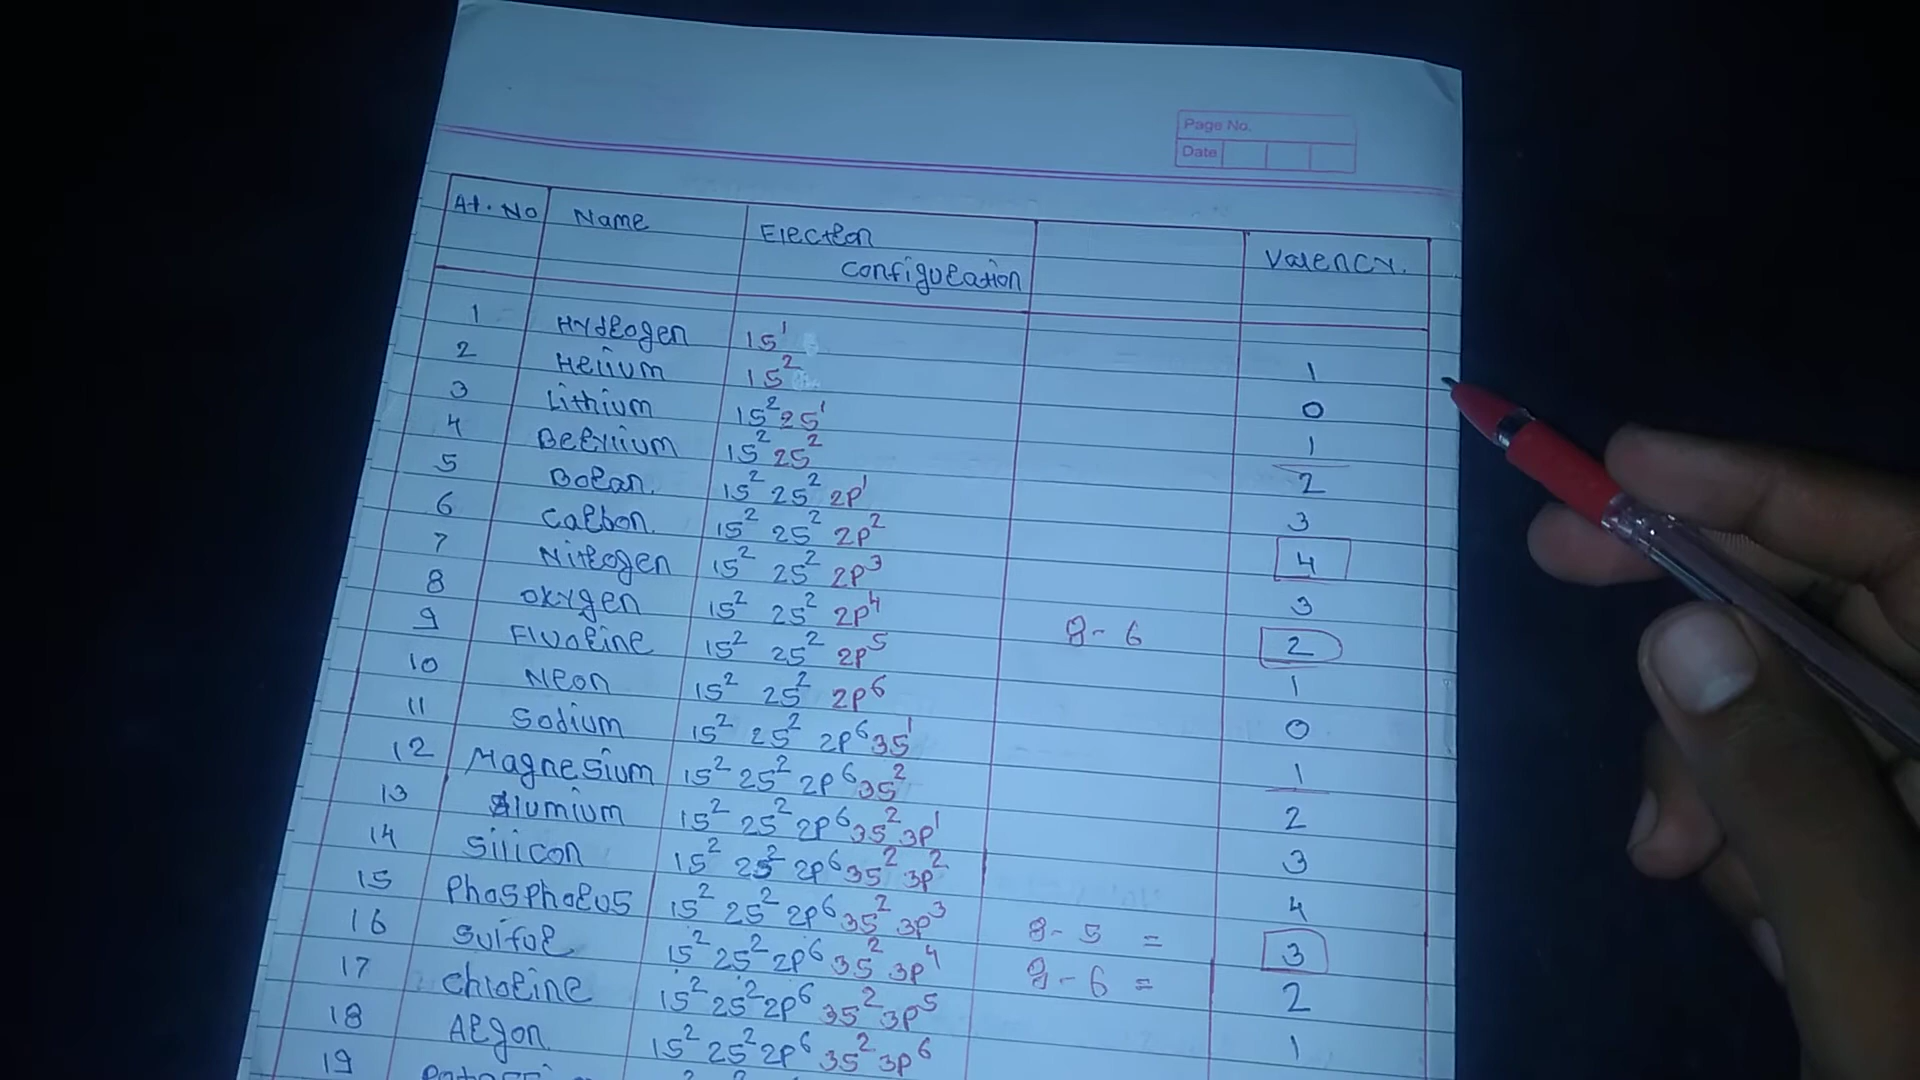 Page No.
Date
At. No Name Electron Configuration Valency.
1 Hydrogen 1s¹ 1
2 Helium 1s² 0
3 Lithium 1s² 2s¹ 1
4 Berylium 1s² 2s² 2
5 Boran. 1s² 2s² 2p¹ 3
6 Carbon. 1s² 2s² 2p² 4
7 Nitrogen 1s² 2s² 2p³ 3
8 Oxygen 1s² 2s² 2p⁴ 8-6 2
9 Fluorine 1s² 2s² 2p⁵ 1
10 Neon 1s² 2s² 2p⁶ 0
11 Sodium 1s² 2s² 2p⁶ 3s¹ 1
12 Magnesium 1s² 2s² 2p⁶ 3s² 2
13 Alumium 1s² 2s² 2p⁶ 3s² 3p¹ 3
14 Silicon 1s² 2s² 2p⁶ 3s² 3p² 4
15 Phosphorus 1s² 2s² 2p⁶ 3s² 3p³ 8-5 = 3
16 Sulfor 1s² 2s² 2p⁶ 3s² 3p⁴ 8-6 = 2
17 Chlorine 1s² 2s² 2p⁶ 3s² 3p⁵ 1
18 Argon 1s² 2s² 2p⁶ 3s² 3p⁶
19